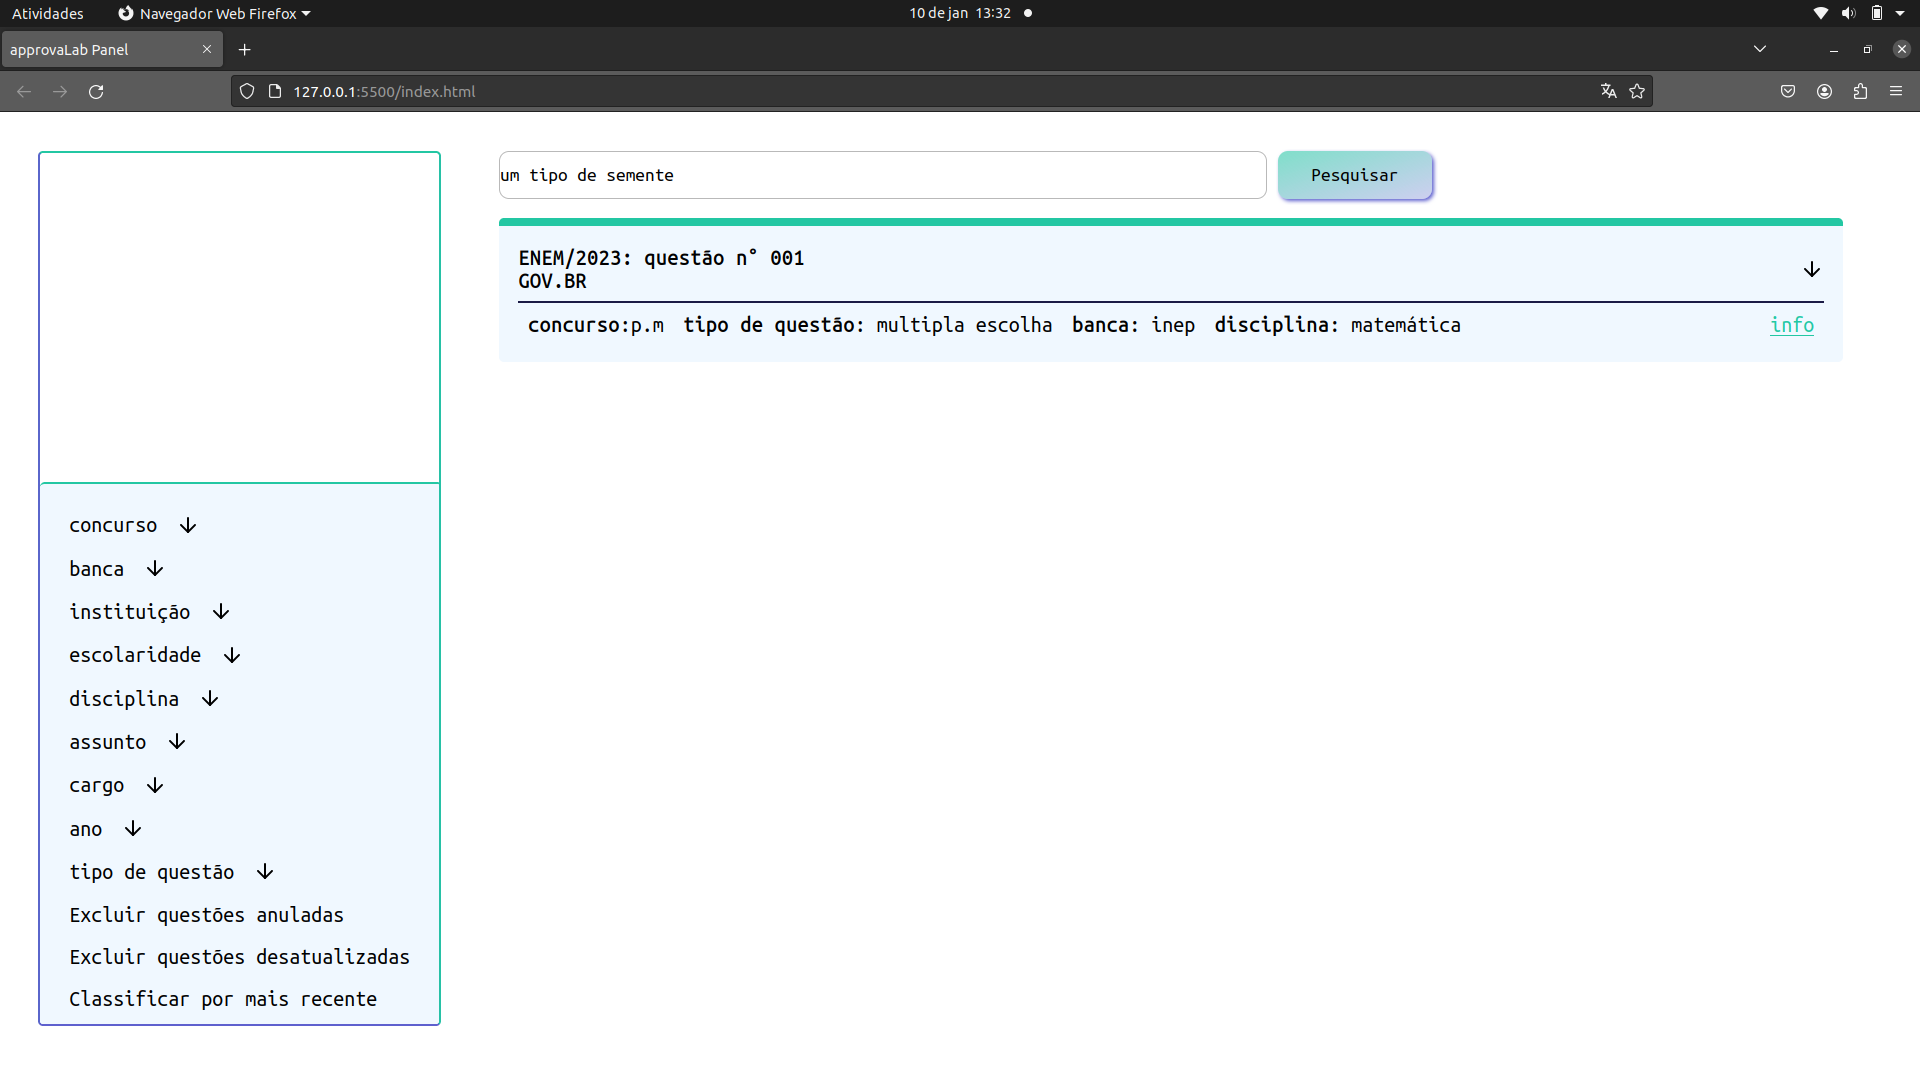 Atividades Navegador Web Firefox 10 de jan 13:32
approvaLab Panel
127.0.0.1:5500/index.html
um tipo de semente Pesquisar
ENEM/2023: questão n° 001
GOV.BR
concurso:p.m tipo de questão: multipla escolha banca: inep disciplina: matemática info
concurso
banca
instituição
escolaridade
disciplina
assunto
cargo
ano
tipo de questão
Excluir questões anuladas
Excluir questões desatualizadas
Classificar por mais recente